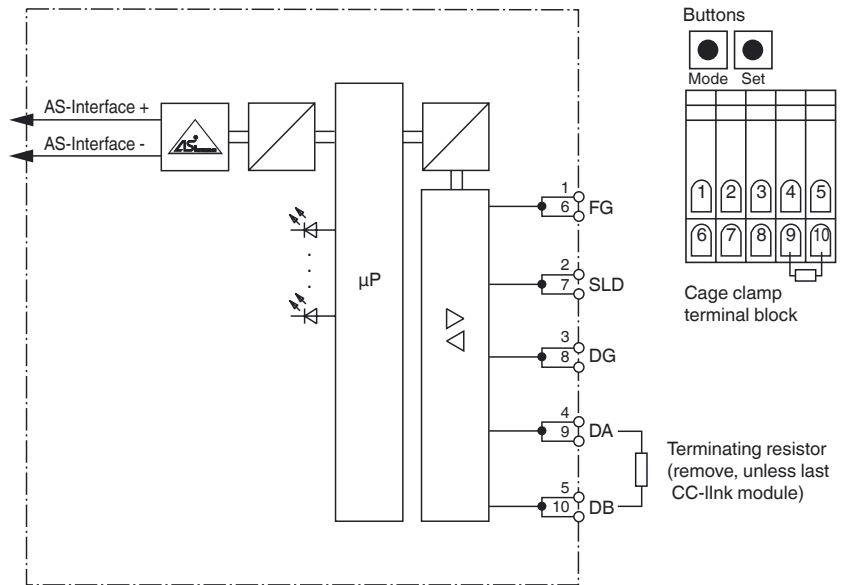 AS-Interface +
AS-Interface -
µP
1
6
FG
2
7
SLD
3
8
DG
4
9
DA
5
10
DB
Buttons
Mode Set
1 2 3 4 5
6 7 8 9 10
Cage clamp
terminal block
Terminating resistor
(remove, unless last
CC-lInk module)